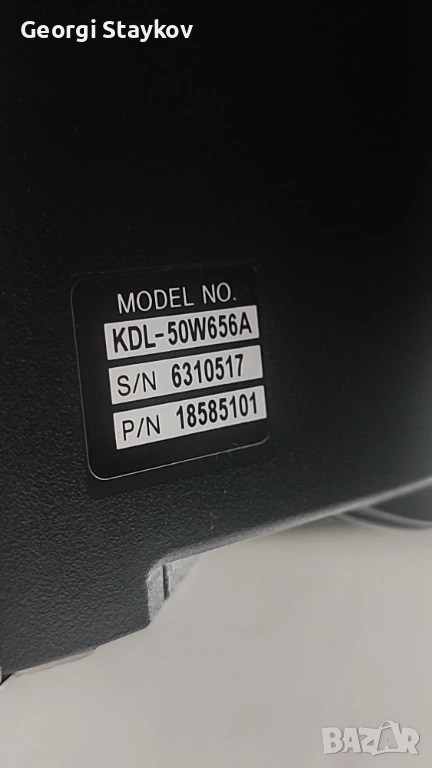 Georgi Staykov
MODEL NO.
KDL-50W656A
S/N 6310517
P/N 18585101
BAZAR